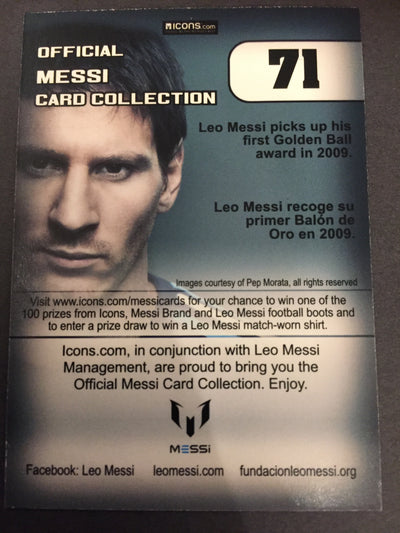 ICONS.com
OFFICIAL
MESSI
CARD COLLECTION
71
Leo Messi picks up his
first Golden Ball
award in 2009.
Leo Messi recoge su
primer Balón de
Oro en 2009.
Images courtesy of Pep Morata, all rights reserved
Visit www.icons.com/messicards for your chance to win one of the
100 prizes from Icons, Messi Brand and Leo Messi football boots and
to enter a prize draw to win a Leo Messi match-worn shirt.
Icons.com, in conjunction with Leo Messi
Management, are proud to bring you the
Official Messi Card Collection. Enjoy.
MESSI
Facebook: Leo Messi leomessi.com fundacionleomessi.org